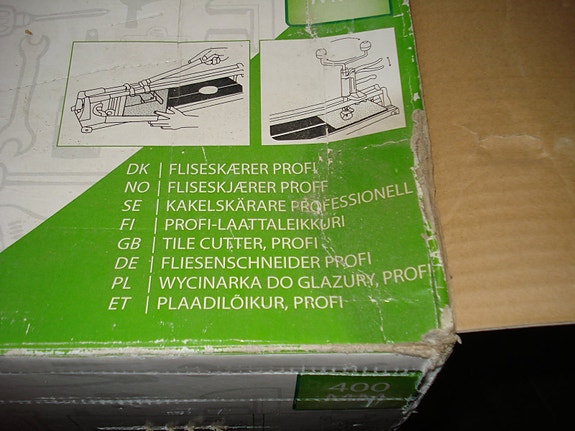 DK | FLISESKÆRER PROFI
NO | FLISESKJÆRER PROFF
SE | KAKELSKÄRARE PROFESSIONELL
FI | PROFI-LAATTALEIKKURI
GB | TILE CUTTER, PROFI
DE | FLIESENSCHNEIDER PROFI
PL | WYCINARKA DO GLAZURY, PROFI
ET | PLAADILÕIKUR, PROFI
400